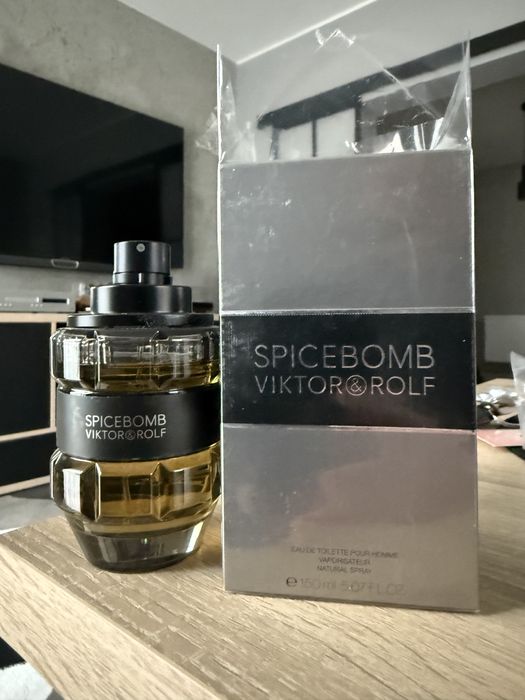 SPICEBOMB
VIKTOR&ROLF
SPICEBOMB
VIKTOR&ROLF
EAU DE TOILETTE POUR HOMME
VAPORISATEUR
NATURAL SPRAY
e 150 ml 5.07 FL.OZ.